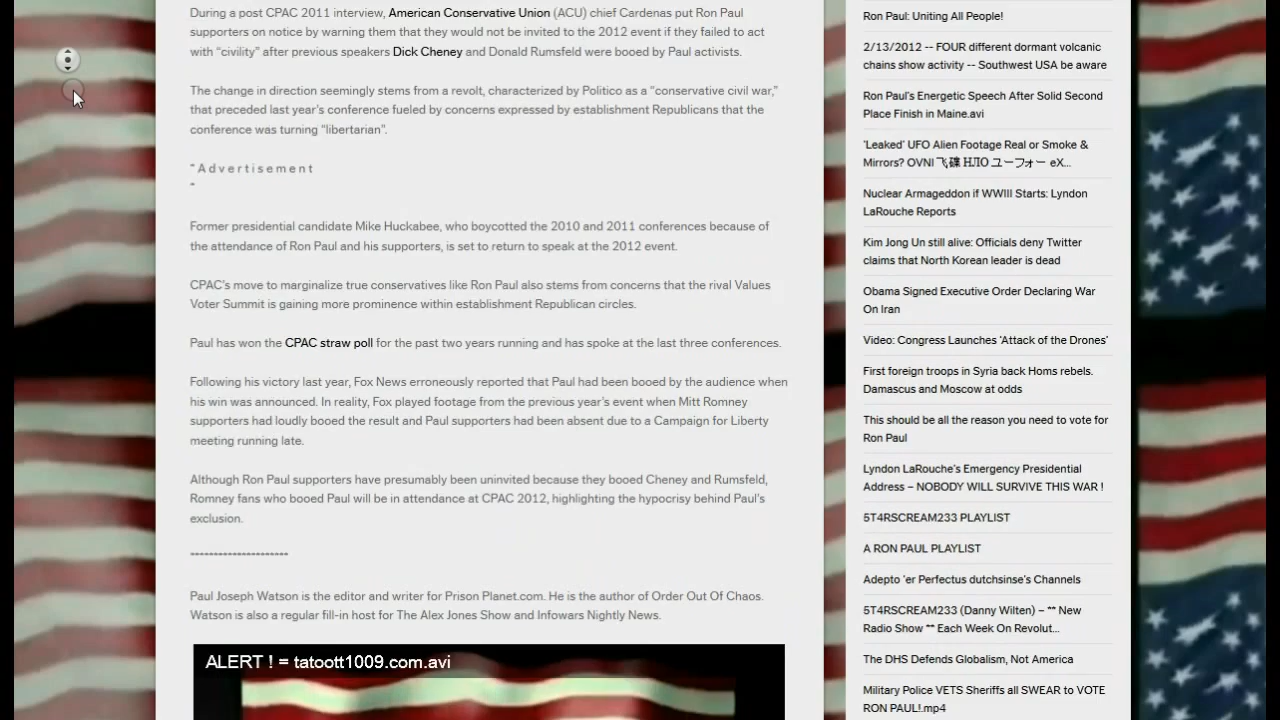 During a post CPAC 2011 interview, American Conservative Union (ACU) chief Cardenas put Ron Paul
supporters on notice by warning them that they would not be invited to the 2012 event if they failed to act
with “civility” after previous speakers Dick Cheney and Donald Rumsfeld were booed by Paul activists.
The change in direction seemingly stems from a revolt, characterized by Politico as a “conservative civil war,”
that preceded last year’s conference fueled by concerns expressed by establishment Republicans that the
conference was turning “libertarian”.
" A d v e r t i s e m e n t
"
Former presidential candidate Mike Huckabee, who boycotted the 2010 and 2011 conferences because of
the attendance of Ron Paul and his supporters, is set to return to speak at the 2012 event.
CPAC’s move to marginalize true conservatives like Ron Paul also stems from concerns that the rival Values
Voter Summit is gaining more prominence within establishment Republican circles.
Paul has won the CPAC straw poll for the past two years running and has spoke at the last three conferences.
Following his victory last year, Fox News erroneously reported that Paul had been booed by the audience when
his win was announced. In reality, Fox played footage from the previous year’s event when Mitt Romney
supporters had loudly booed the result and Paul supporters had been absent due to a Campaign for Liberty
meeting running late.
Although Ron Paul supporters have presumably been uninvited because they booed Cheney and Rumsfeld,
Romney fans who booed Paul will be in attendance at CPAC 2012, highlighting the hypocrisy behind Paul’s
exclusion.
*********************
Paul Joseph Watson is the editor and writer for Prison Planet.com. He is the author of Order Out Of Chaos.
Watson is also a regular fill-in host for The Alex Jones Show and Infowars Nightly News.
ALERT ! = tatoott1009.com.avi
Ron Paul: Uniting All People!
2/13/2012 -- FOUR different dormant volcanic
chains show activity -- Southwest USA be aware
Ron Paul's Energetic Speech After Solid Second
Place Finish in Maine.avi
'Leaked' UFO Alien Footage Real or Smoke &
Mirrors? OVNI 飞碟 НЛО ユーフォー eX...
Nuclear Armageddon if WWIII Starts: Lyndon
LaRouche Reports
Kim Jong Un still alive: Officials deny Twitter
claims that North Korean leader is dead
Obama Signed Executive Order Declaring War
On Iran
Video: Congress Launches ‘Attack of the Drones’
First foreign troops in Syria back Homs rebels.
Damascus and Moscow at odds
This should be all the reason you need to vote for
Ron Paul
Lyndon LaRouche’s Emergency Presidential
Address – NOBODY WILL SURVIVE THIS WAR !
5T4RSCREAM233 PLAYLIST
A RON PAUL PLAYLIST
Adepto 'er Perfectus dutchsinse's Channels
5T4RSCREAM233 (Danny Wilten) – ** New
Radio Show ** Each Week On Revolut...
The DHS Defends Globalism, Not America
Military Police VETS Sheriffs all SWEAR to VOTE
RON PAUL!.mp4